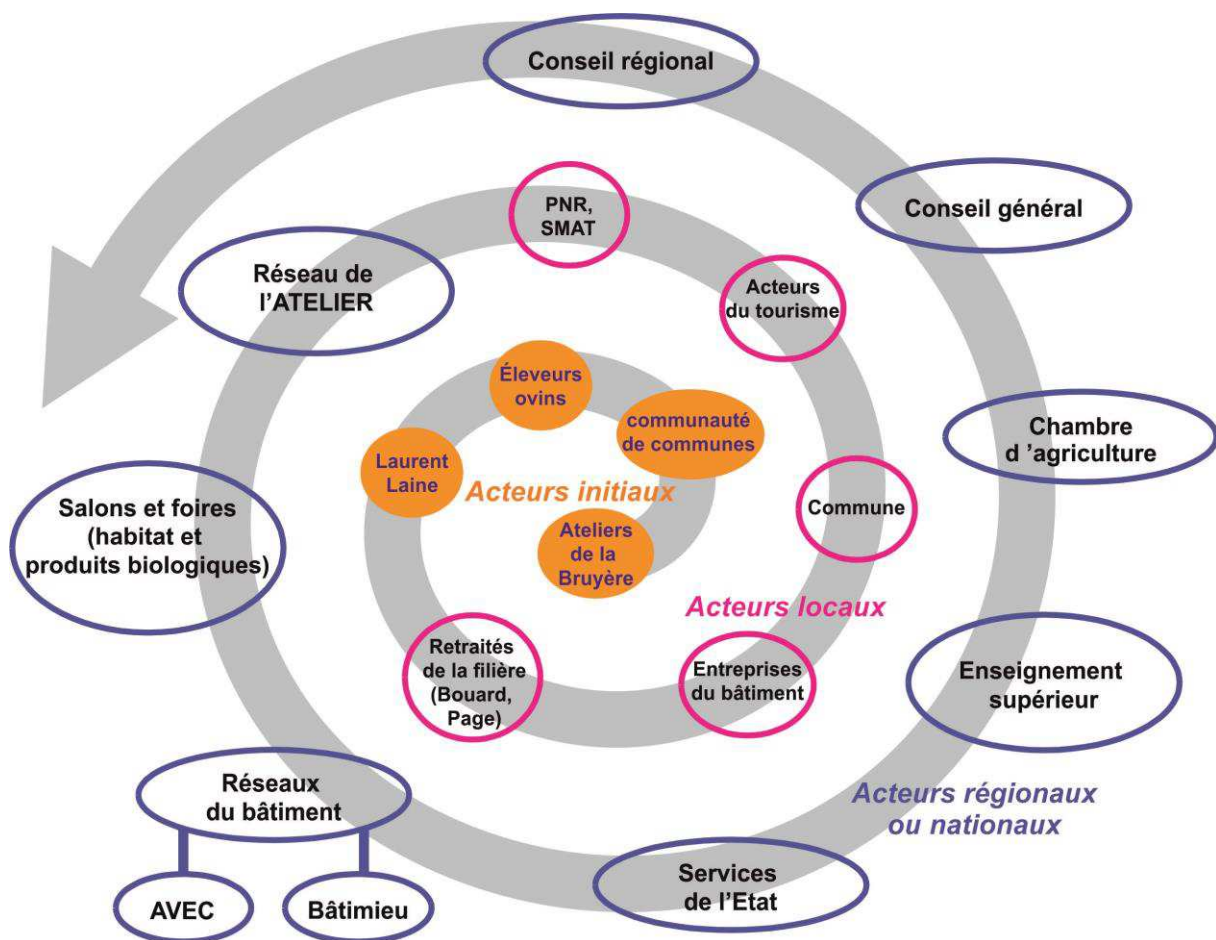 Conseil régional
Conseil général
PNR,
SMAT
Réseau de
l'ATELIER
Acteurs
du tourisme
Éleveurs
ovins
communauté
de communes
Chambre
d 'agriculture
Laurent
Laine
Acteurs initiaux
Salons et foires
(habitat et
produits biologiques)
Commune
Ateliers
de la
Bruyère
Acteurs locaux
Retraités
de la filière
(Bouard,
Page)
Entreprises
du bâtiment
Enseignement
supérieur
Réseaux
du bâtiment
Acteurs régionaux
ou nationaux
Services
de l'Etat
AVEC
Bâtimieu